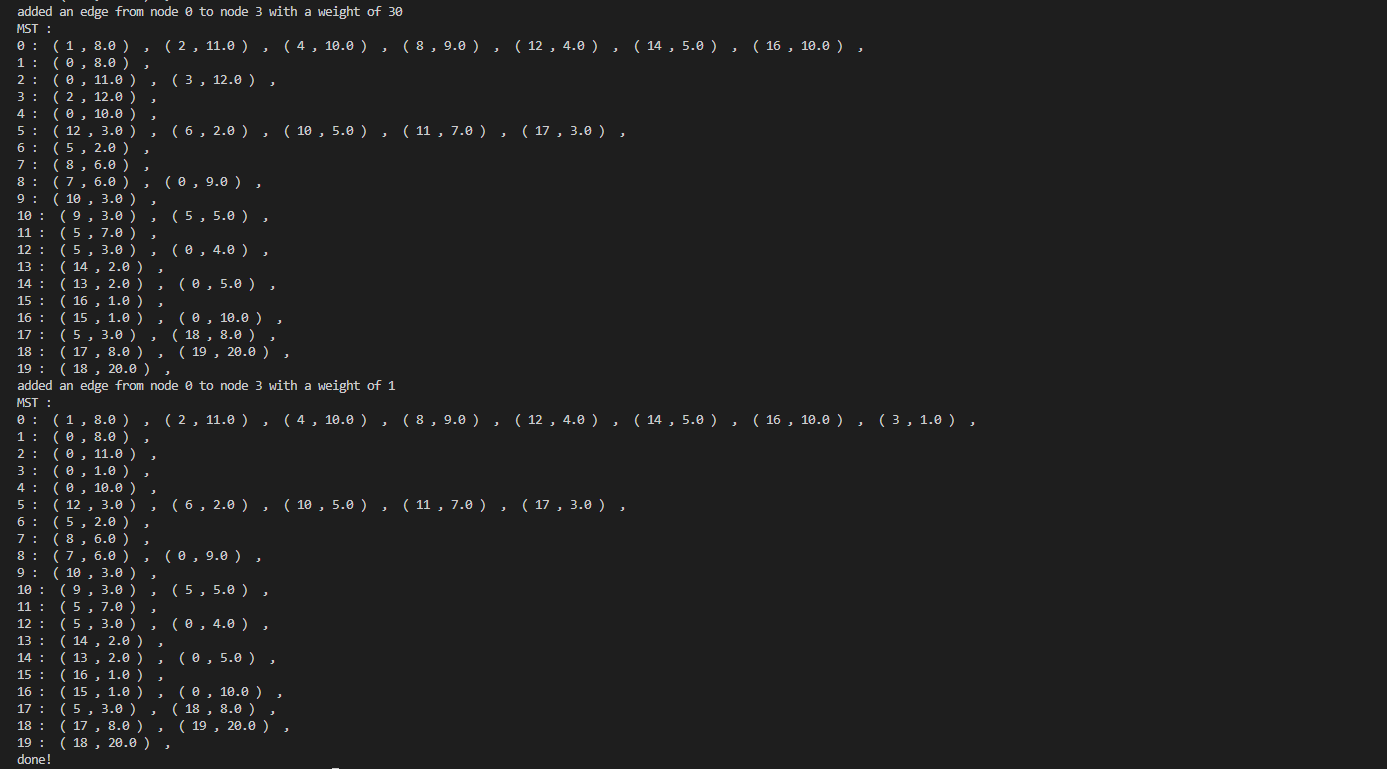 added an edge from node 0 to node 3 with a weight of 30
MST :
0 : ( 1 , 8.0 ) , ( 2 , 11.0 ) , ( 4 , 10.0 ) , ( 8 , 9.0 ) , ( 12 , 4.0 ) , ( 14 , 5.0 ) , ( 16 , 10.0 ) ,
1 : ( 0 , 8.0 ) ,
2 : ( 0 , 11.0 ) , ( 3 , 12.0 ) ,
3 : ( 2 , 12.0 ) ,
4 : ( 0 , 10.0 ) ,
5 : ( 12 , 3.0 ) , ( 6 , 2.0 ) , ( 10 , 5.0 ) , ( 11 , 7.0 ) , ( 17 , 3.0 ) ,
6 : ( 5 , 2.0 ) ,
7 : ( 8 , 6.0 ) ,
8 : ( 7 , 6.0 ) , ( 0 , 9.0 ) ,
9 : ( 10 , 3.0 ) ,
10 : ( 9 , 3.0 ) , ( 5 , 5.0 ) ,
11 : ( 5 , 7.0 ) ,
12 : ( 5 , 3.0 ) , ( 0 , 4.0 ) ,
13 : ( 14 , 2.0 ) ,
14 : ( 13 , 2.0 ) , ( 0 , 5.0 ) ,
15 : ( 16 , 1.0 ) ,
16 : ( 15 , 1.0 ) , ( 0 , 10.0 ) ,
17 : ( 5 , 3.0 ) , ( 18 , 8.0 ) ,
18 : ( 17 , 8.0 ) , ( 19 , 20.0 ) ,
19 : ( 18 , 20.0 ) ,
added an edge from node 0 to node 3 with a weight of 1
MST :
0 : ( 1 , 8.0 ) , ( 2 , 11.0 ) , ( 4 , 10.0 ) , ( 8 , 9.0 ) , ( 12 , 4.0 ) , ( 14 , 5.0 ) , ( 16 , 10.0 ) , ( 3 , 1.0 ) ,
1 : ( 0 , 8.0 ) ,
2 : ( 0 , 11.0 ) ,
3 : ( 0 , 1.0 ) ,
4 : ( 0 , 10.0 ) ,
5 : ( 12 , 3.0 ) , ( 6 , 2.0 ) , ( 10 , 5.0 ) , ( 11 , 7.0 ) , ( 17 , 3.0 ) ,
6 : ( 5 , 2.0 ) ,
7 : ( 8 , 6.0 ) ,
8 : ( 7 , 6.0 ) , ( 0 , 9.0 ) ,
9 : ( 10 , 3.0 ) ,
10 : ( 9 , 3.0 ) , ( 5 , 5.0 ) ,
11 : ( 5 , 7.0 ) ,
12 : ( 5 , 3.0 ) , ( 0 , 4.0 ) ,
13 : ( 14 , 2.0 ) ,
14 : ( 13 , 2.0 ) , ( 0 , 5.0 ) ,
15 : ( 16 , 1.0 ) ,
16 : ( 15 , 1.0 ) , ( 0 , 10.0 ) ,
17 : ( 5 , 3.0 ) , ( 18 , 8.0 ) ,
18 : ( 17 , 8.0 ) , ( 19 , 20.0 ) ,
19 : ( 18 , 20.0 ) ,
done!